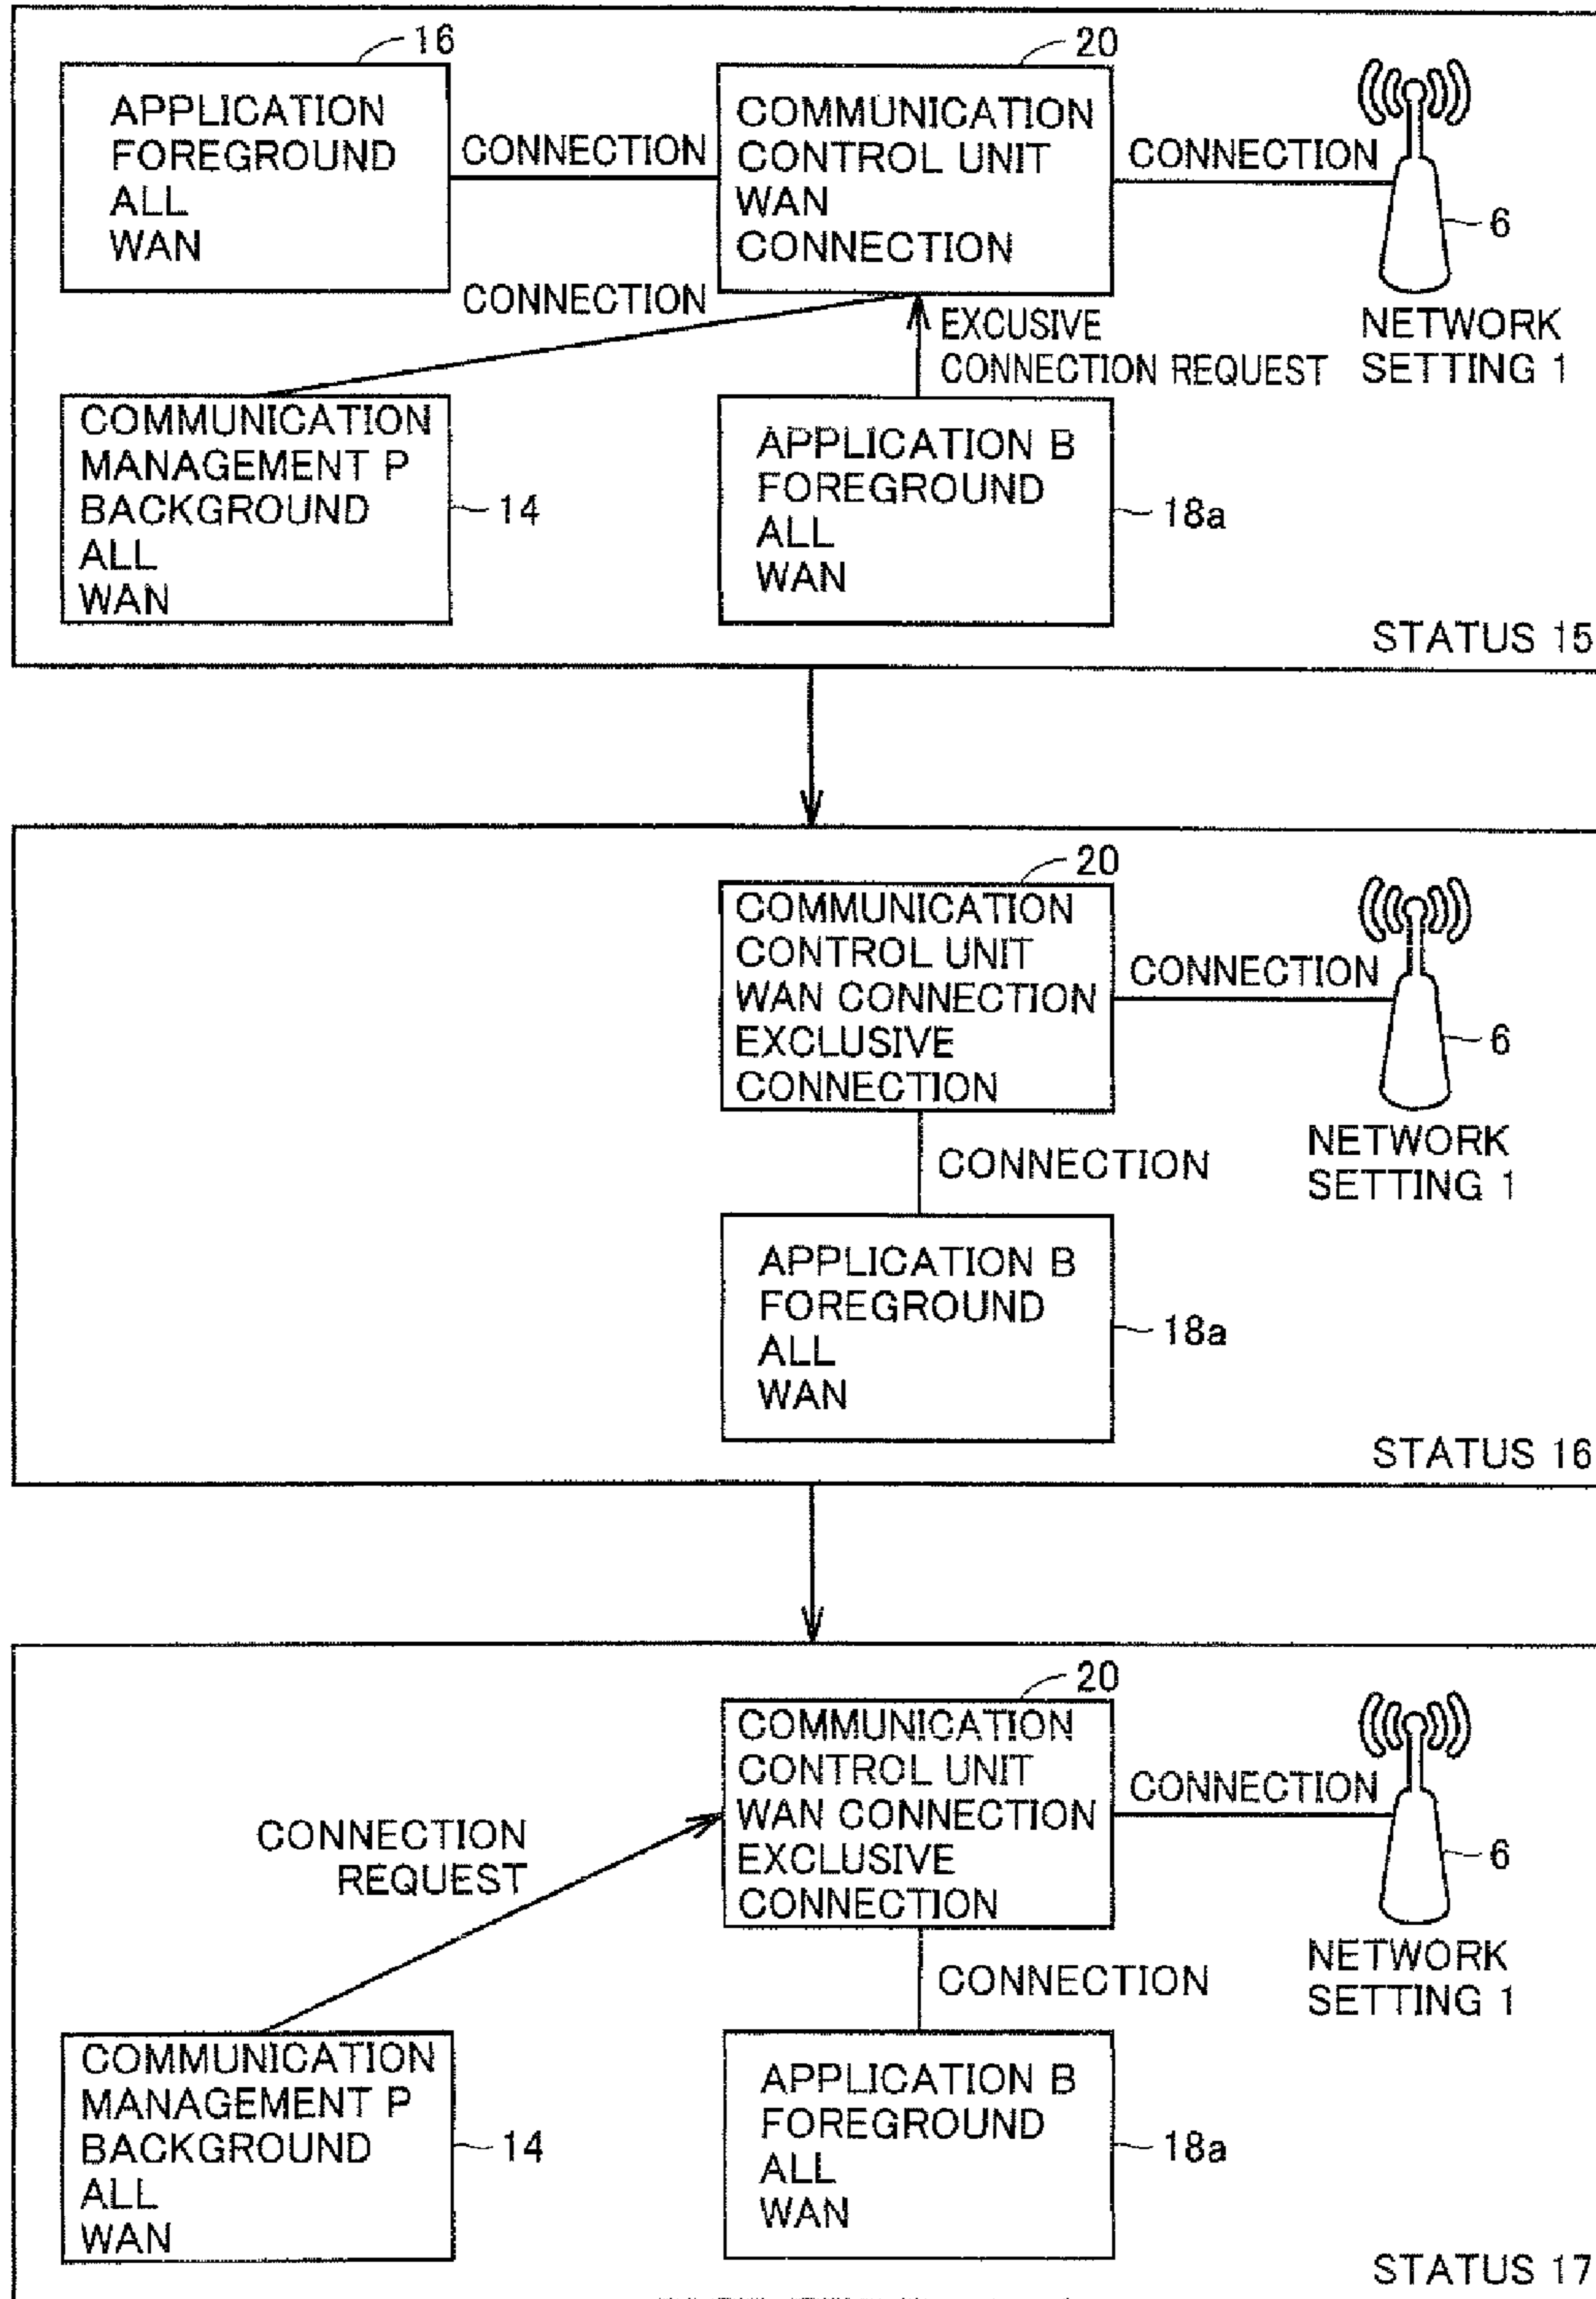 16
APPLICATION
FOREGROUND
ALL
WAN
CONNECTION
20
COMMUNICATION
CONTROL UNIT
WAN
CONNECTION
CONNECTION
6
NETWORK
SETTING 1
CONNECTION
EXCUSIVE
CONNECTION REQUEST
COMMUNICATION
MANAGEMENT P
BACKGROUND
ALL
WAN
14
APPLICATION B
FOREGROUND
ALL
WAN
18a
STATUS 15
20
COMMUNICATION
CONTROL UNIT
WAN CONNECTION
EXCLUSIVE
CONNECTION
CONNECTION
6
NETWORK
SETTING 1
CONNECTION
APPLICATION B
FOREGROUND
ALL
WAN
18a
STATUS 16
20
COMMUNICATION
CONTROL UNIT
WAN CONNECTION
EXCLUSIVE
CONNECTION
CONNECTION
6
NETWORK
SETTING 1
CONNECTION
REQUEST
CONNECTION
COMMUNICATION
MANAGEMENT P
BACKGROUND
ALL
WAN
14
APPLICATION B
FOREGROUND
ALL
WAN
18a
STATUS 17